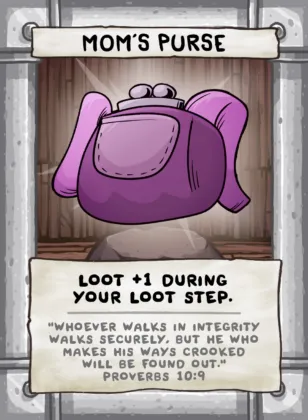 MOM'S PURSE
LOOT +1 DURING
YOUR LOOT STEP.
"WHOEVER WALKS IN INTEGRITY
WALKS SECURELY, BUT HE WHO
MAKES HIS WAYS CROOKED
WILL BE FOUND OUT."
PROVERBS 10:9